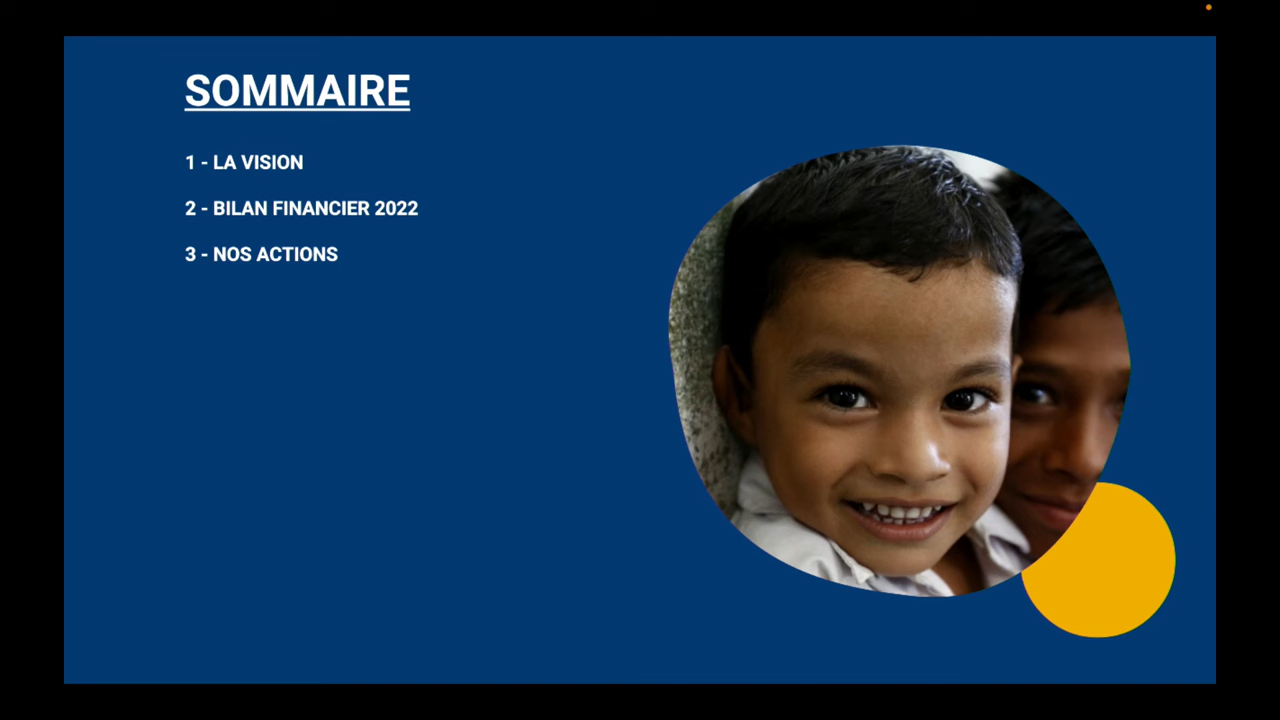 SOMMAIRE
1 - LA VISION
2 - BILAN FINANCIER 2022
3 - NOS ACTIONS